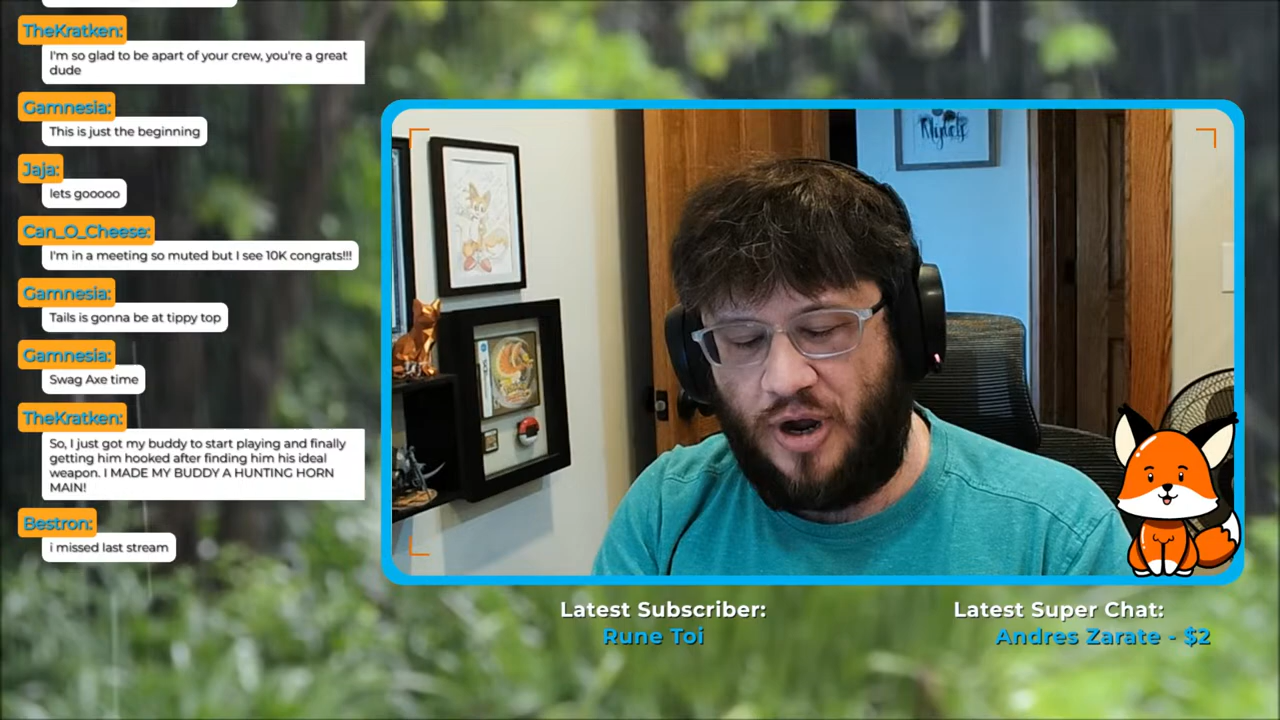 TheKratken:
I'm so glad to be apart of your crew, you're a great
dude
Gamnesia:
This is just the beginning
Jaja:
lets gooooo
Can_O_Cheese:
I'm in a meeting so muted but I see 10K congrats!!!
Gamnesia:
Tails is gonna be at tippy top
Gamnesia:
Swag Axe time
TheKratken:
So, I just got my buddy to start playing and finally
getting him hooked after finding him his ideal
weapon. I MADE MY BUDDY A HUNTING HORN
MAIN!
Bestron:
i missed last stream
Latest Subscriber:
Rune Toi
Latest Super Chat:
Andres Zarate - $2